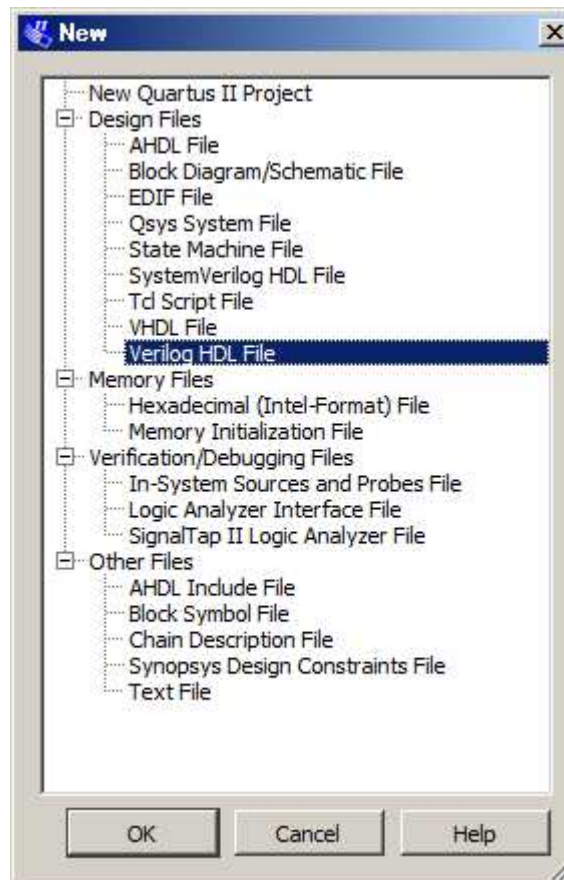 New
New Quartus II Project
Design Files
AHDL File
Block Diagram/Schematic File
EDIF File
Qsys System File
State Machine File
SystemVerilog HDL File
Tcl Script File
VHDL File
Verilog HDL File
Memory Files
Hexadecimal (Intel-Format) File
Memory Initialization File
Verification/Debugging Files
In-System Sources and Probes File
Logic Analyzer Interface File
SignalTap II Logic Analyzer File
Other Files
AHDL Include File
Block Symbol File
Chain Description File
Synopsys Design Constraints File
Text File
OK Cancel Help